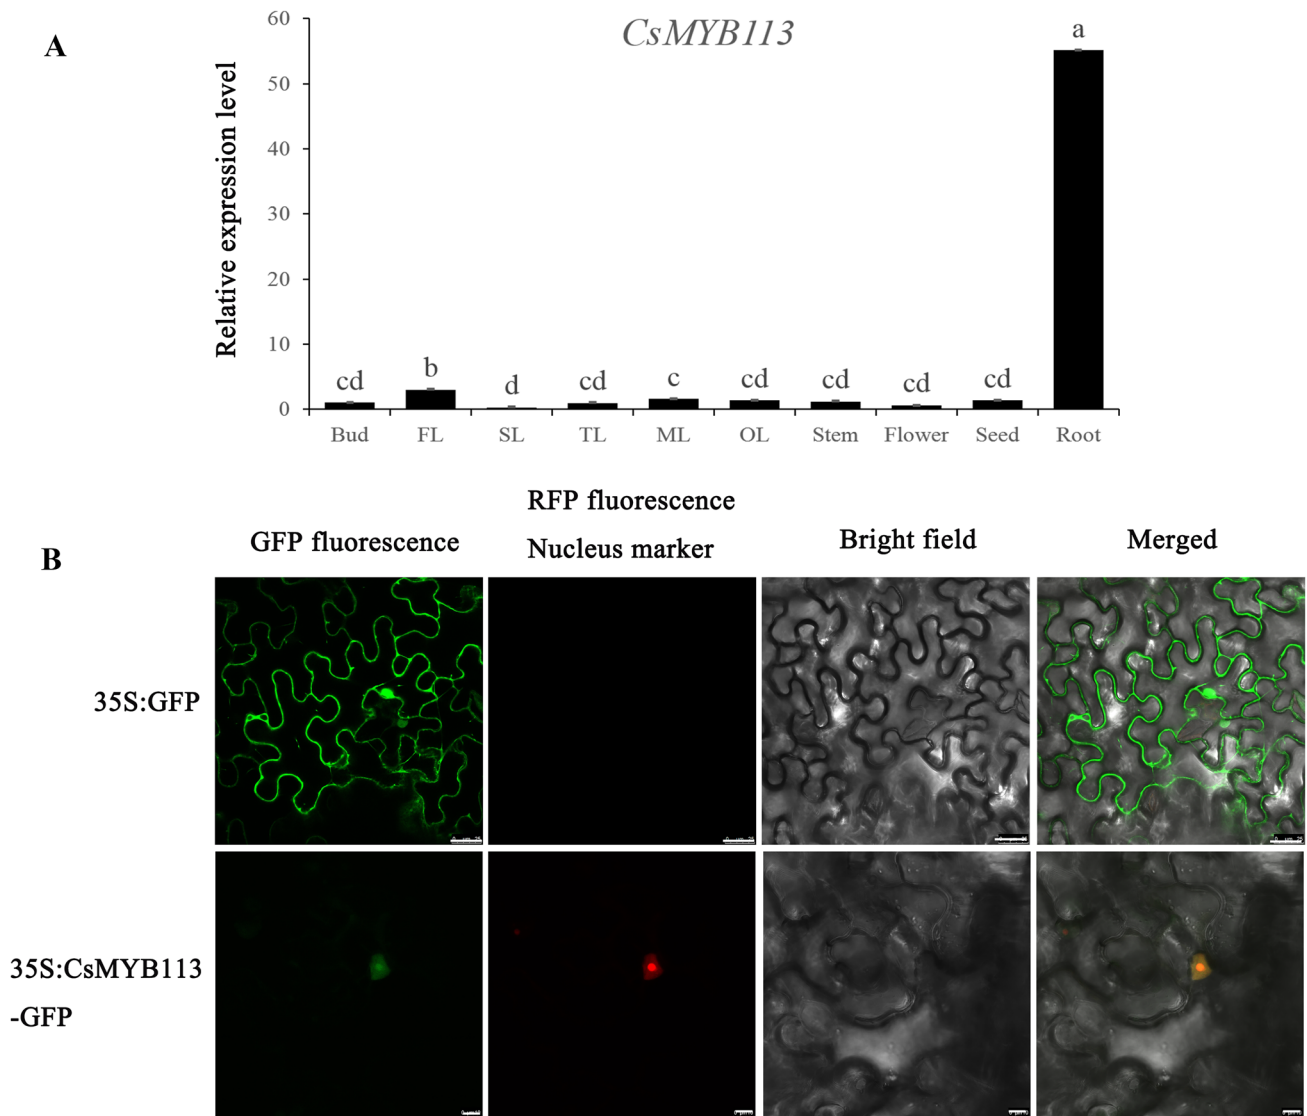 A
CsMYB113
Relative expression level
60
50
40
30
20
10
0
cd
b
d
cd
c
cd
cd
cd
cd
a
Bud FL SL TL ML OL Stem Flower Seed Root
B
GFP fluorescence
RFP fluorescence
Nucleus marker
Bright field
Merged
35S:GFP
35S:CsMYB113
-GFP